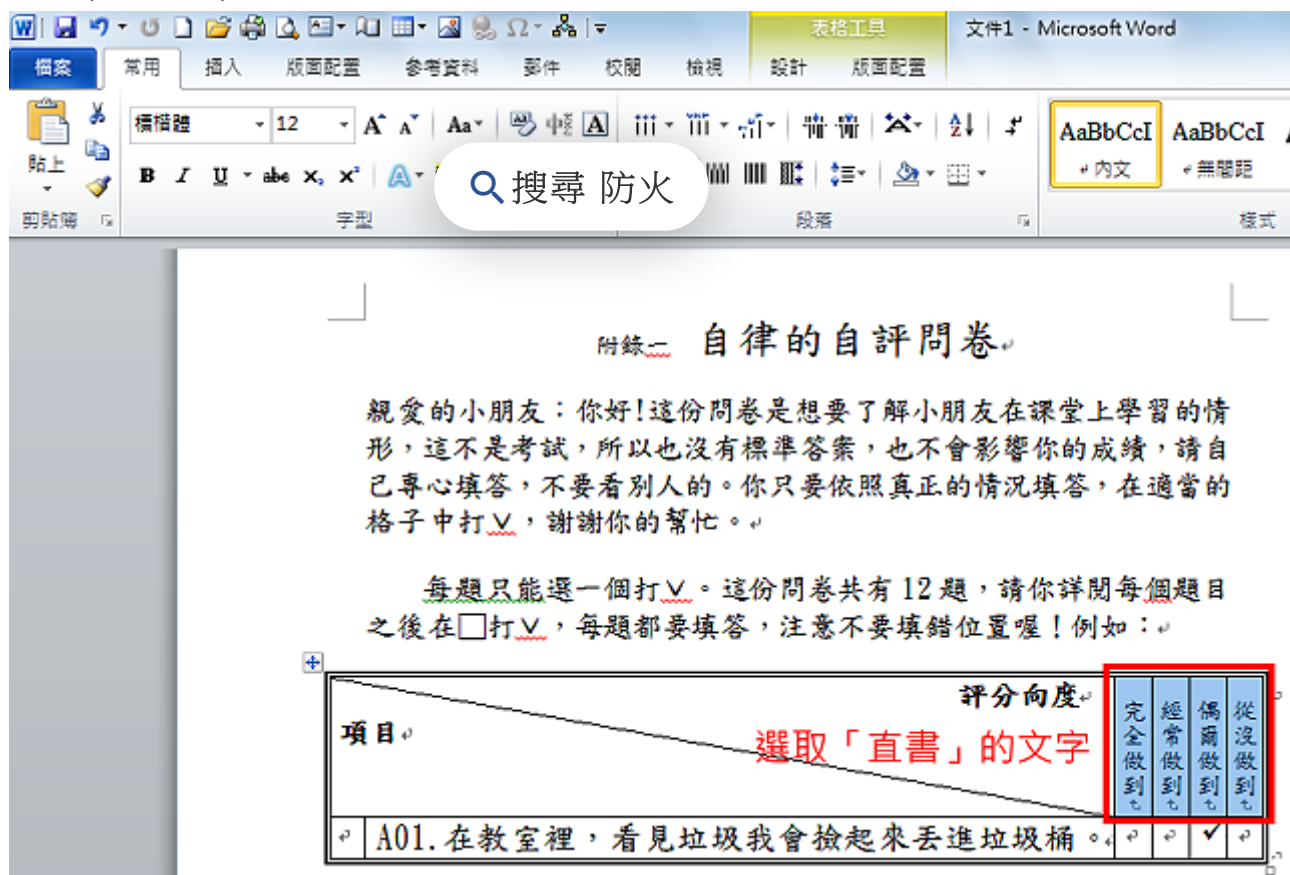 表格工具 文件1 - Microsoft Word
檔案 常用 插入 版面配置 參考資料 郵件 校閱 檢視 設計 版面配置
標楷體 12 A A Aa 中 A AaBbCcI AaBbCcI
貼上 B I U abc x₂ x² A 內文 無間距
搜尋 防火
剪貼簿 字型 段落 樣式
附錄一 自律的自評問卷
親愛的小朋友：你好!這份問卷是想要了解小朋友在課堂上學習的情
形，這不是考試，所以也沒有標準答案，也不會影響你的成績，請自
己專心填答，不要看別人的。你只要依照真正的情況填答，在適當的
格子中打V，謝謝你的幫忙。
每題只能選一個打V。這份問卷共有12題，請你詳閱每個題目
之後在□打V，每題都要填答，注意不要填錯位置喔！例如：
評分向度
項目
選取「直書」的文字
完全做到
經常做到
偶爾做到
從沒做到
A01.在教室裡，看見垃圾我會撿起來丟進垃圾桶。 ✓